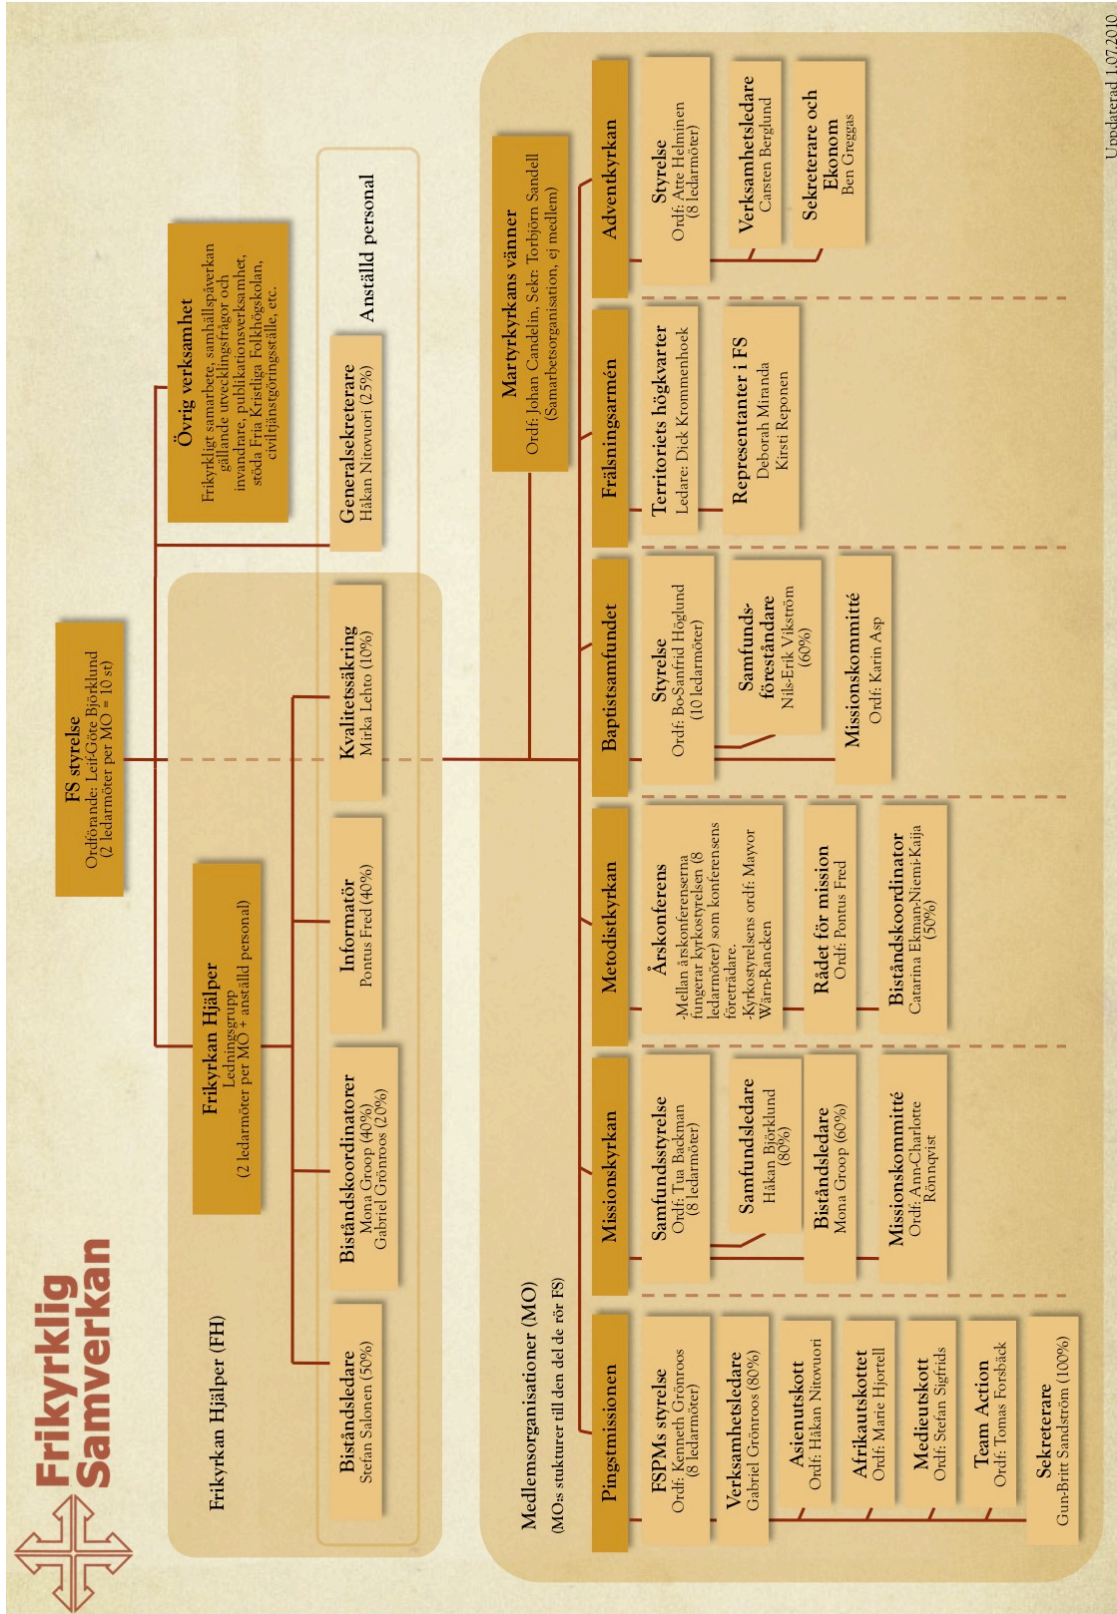 Frikyrklig
Samverkan
FS styrelse
Ordförande: Leif-Göte Björklund
(2 ledarmöter per MO = 10 st)
Övrig verksamhet
Frikyrkligt samarbete, samhällspåverkan
gällande utvecklingsfrågor och
invandrare, publikationsverksamhet,
stöda Fria Kristliga Folkhögskolan,
civiltjänstgöringsställe, etc.
Frikyrkan Hjälper (FH)
Frikyrkan Hjälper
Ledningsgrupp
(2 ledarmöter per MO + anställd personal)
Biståndsledare
Stefan Salonen (50%)
Biståndskoordinatorer
Mona Groop (40%)
Gabriel Gröntroos (20%)
Informatör
Pontus Fred (40%)
Kvalitetsäkring
Mirka Lehto (10%)
Generalsekreterare
Håkan Nitovuori (25%)
Anställd personal
Medlemsorganisationer (MO)
(MO:s stukturer till den del de rör FS)
Martyrkyrkans vänner
Ordf: Johan Candelin, Sekr: Torbjörn Sandell
(Samarbetsorganisation, ej medlem)
Pingstmissionen
FSPMs styrelse
Ordf: Kenneth Grönroos
(8 ledarmöter)
Verksamhetsledare
Gabriel Grönroos (80%)
Asienutskott
Ordf: Håkan Nitovuori
Afrikautskottet
Ordf: Marie Hjortell
Medieutskott
Ordf: Stefan Sigfrids
Team Action
Ordf: Tomas Forsbäck
Sekreterare
Gun-Britt Sandström (100%)
Missionskyrkan
Samfundsstyrelse
Ordf: Tua Backman
(8 ledarmöter)
Samfundsledare
Håkan Björklund
(80%)
Biståndsledare
Mona Groop (60%)
Missionskommitté
Ordf: Ann-Charlotte
Rönnqvist
Metodistkyrkan
Årskonferens
-Mellan årskonferenserna
fungerar kyrkostyrelsen (8
ledarmöter) som konferensens
företrädare.
-Kyrkostyrelsens ordf: Mayvor
Wärn-Rancken
Rådet för mission
Ordf: Pontus Fred
Biståndskoordinator
Catarina Ekman-Niemi-Kaija
(50%)
Baptistsamfundet
Styrelse
Ordf: Bo-Sanfrid Höglund
(10 ledarmöter)
Samfunds-
föreståndare
Nils-Erik Vikström
(60%)
Missionskommitté
Ordf: Karin Asp
Frälsningsarmén
Territoriets högkvarter
Ledare: Dick Krommenhoek
Representanter i FS
Deborah Miranda
Kirsti Reponen
Adventkyrkan
Styrelse
Ordf: Atte Helminen
(8 ledarmöter)
Verksamhetsledare
Carsten Berglund
Sekreterare och
Ekonom
Ben Greggas
Uppdaterad 1.07.2010